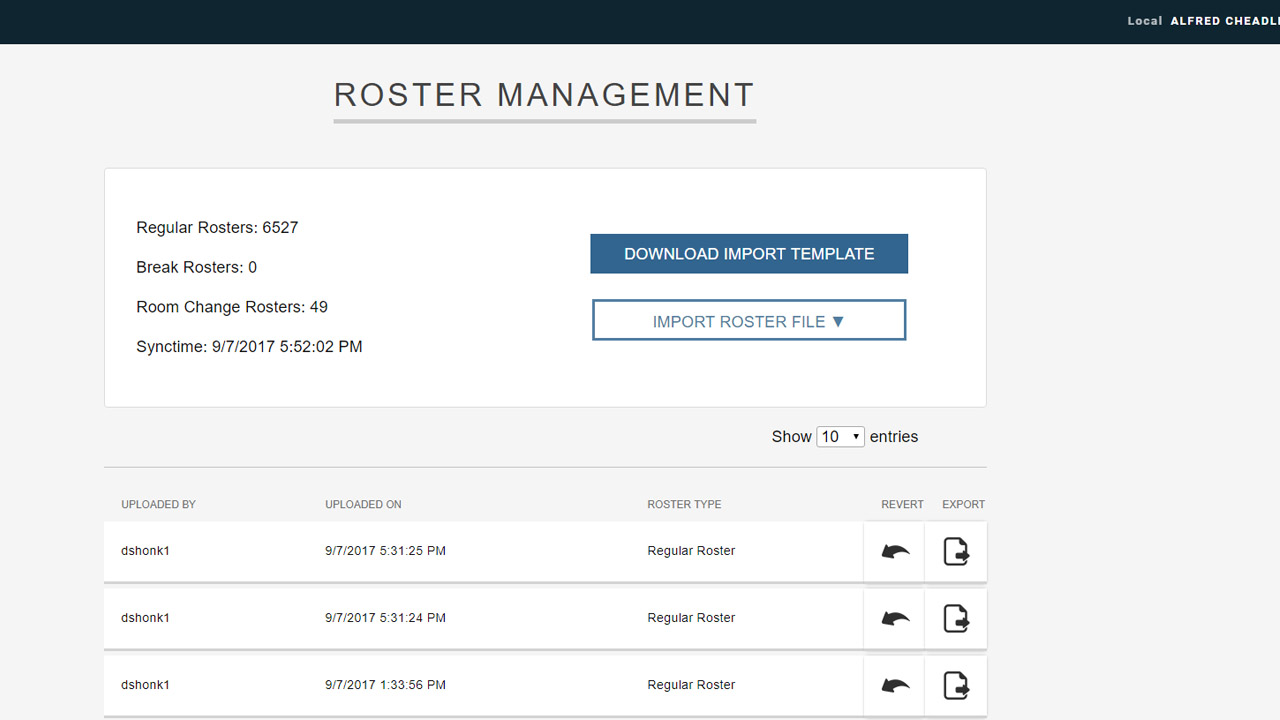 Local ALFRED CHEADL
ROSTER MANAGEMENT
Regular Rosters: 6527
Break Rosters: 0
Room Change Rosters: 49
Synctime: 9/7/2017 5:52:02 PM
DOWNLOAD IMPORT TEMPLATE
IMPORT ROSTER FILE ▼
Show 10 ▾ entries
UPLOADED BY UPLOADED ON ROSTER TYPE REVERT EXPORT
dshonk1 9/7/2017 5:31:25 PM Regular Roster
dshonk1 9/7/2017 5:31:24 PM Regular Roster
dshonk1 9/7/2017 1:33:56 PM Regular Roster